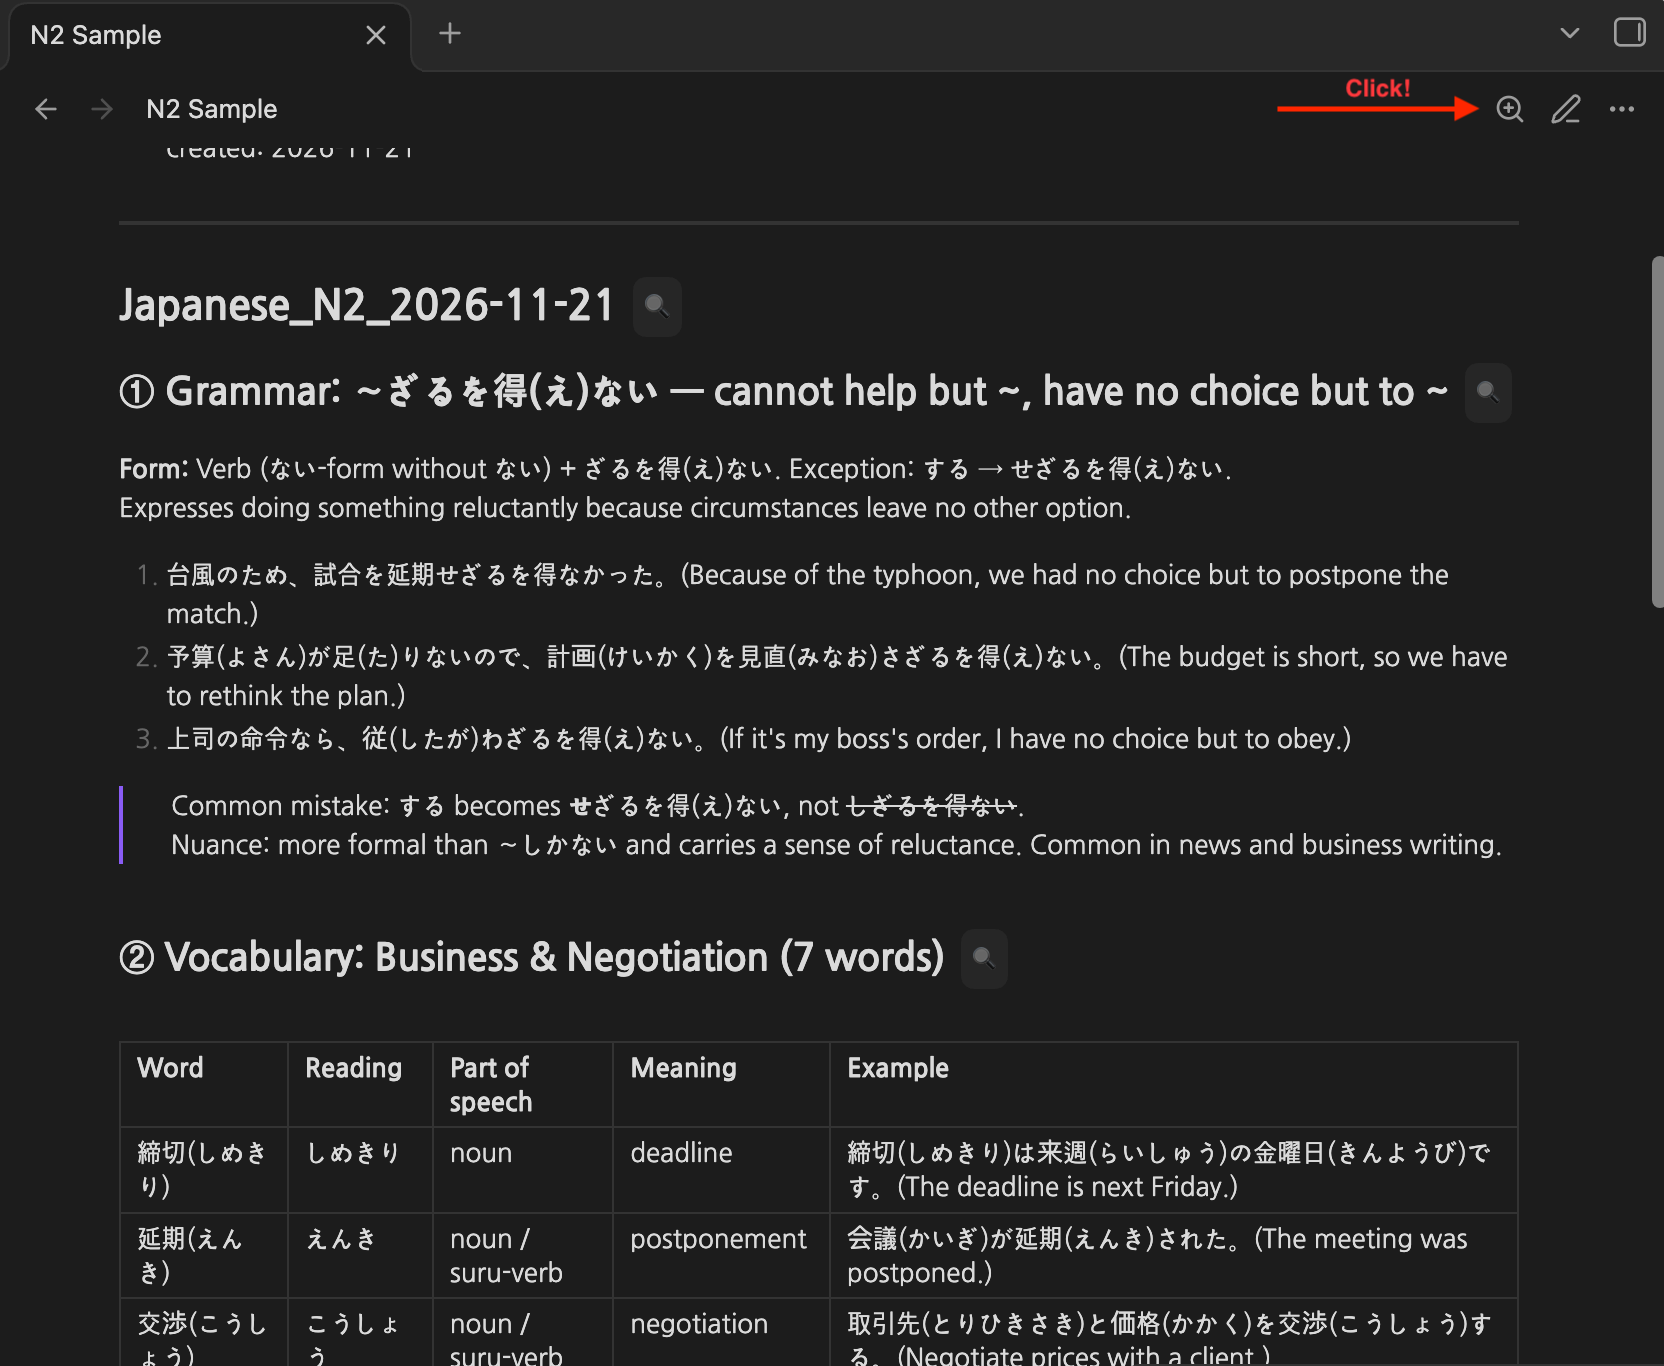 N2 Sample
Click!
N2 Sample
created: 2026-11-21
Japanese_N2_2026-11-21
① Grammar: ~ざるを得(え)ない — cannot help but ~, have no choice but to ~
Form: Verb (ない-form without ない) + ざるを得(え)ない. Exception: する → せざるを得(え)ない.
Expresses doing something reluctantly because circumstances leave no other option.
1. 台風のため、試合を延期せざるを得なかった。(Because of the typhoon, we had no choice but to postpone the
match.)
2. 予算(よさん)が足(た)りないので、計画(けいかく)を見直(みなお)さざるを得(え)ない。(The budget is short, so we have
to rethink the plan.)
3. 上司の命令なら、従(したが)わざるを得(え)ない。(If it's my boss's order, I have no choice but to obey.)
Common mistake: する becomes せざるを得(え)ない, not しざるを得ない.
Nuance: more formal than ~しかない and carries a sense of reluctance. Common in news and business writing.
② Vocabulary: Business & Negotiation (7 words)
Word Reading Part of speech Meaning Example
締切(しめきり) しめきり noun deadline 締切(しめきり)は来週(らいしゅう)の金曜日(きんようび)で
す。(The deadline is next Friday.)
延期(えんき) えんき noun / suru-verb postponement 会議(かいぎ)が延期(えんき)された。(The meeting was
postponed.)
交渉(こうしょう) こうしょう noun / suru-verb negotiation 取引先(とりひきさき)と価格(かかく)を交渉(こうしょう)す
る。(Negotiate prices with a client.)